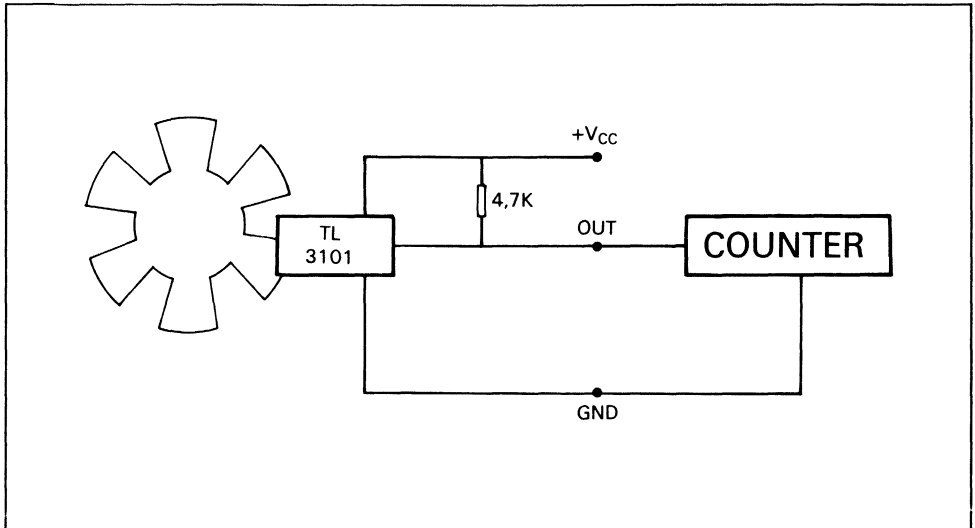 +VCC
4,7K
TL
3101
OUT
COUNTER
GND